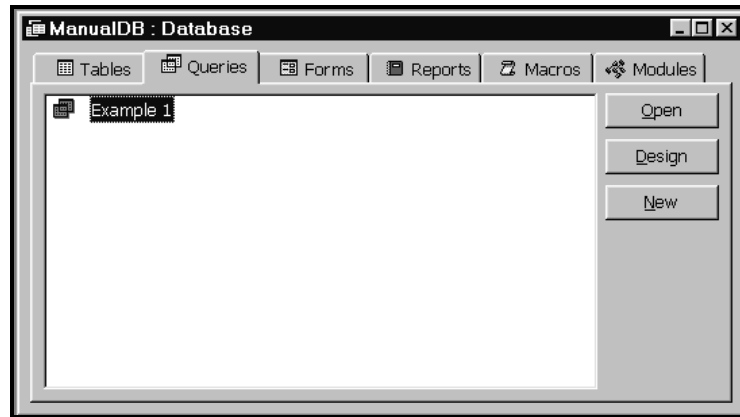 ManualDB : Database
Tables Queries Forms Reports Macros Modules
Example 1
Open
Design
New